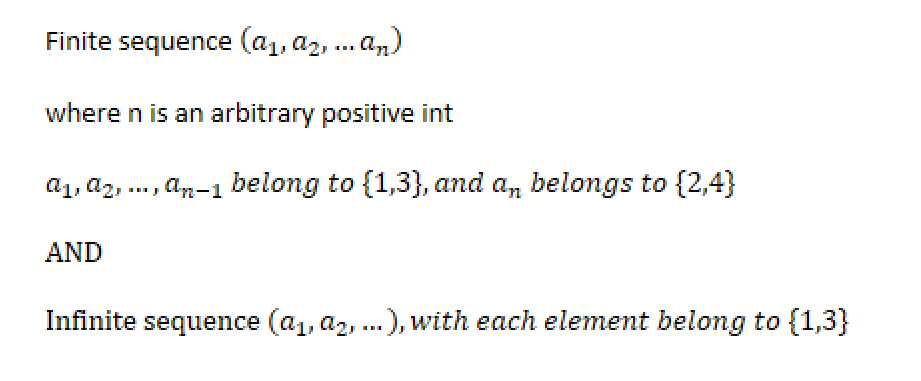 Finite sequence (a₁, a₂, … aₙ)
where n is an arbitrary positive int
a₁, a₂, …, aₙ₋₁ belong to {1,3}, and aₙ belongs to {2,4}
AND
Infinite sequence (a₁, a₂, … ), with each element belong to {1,3}